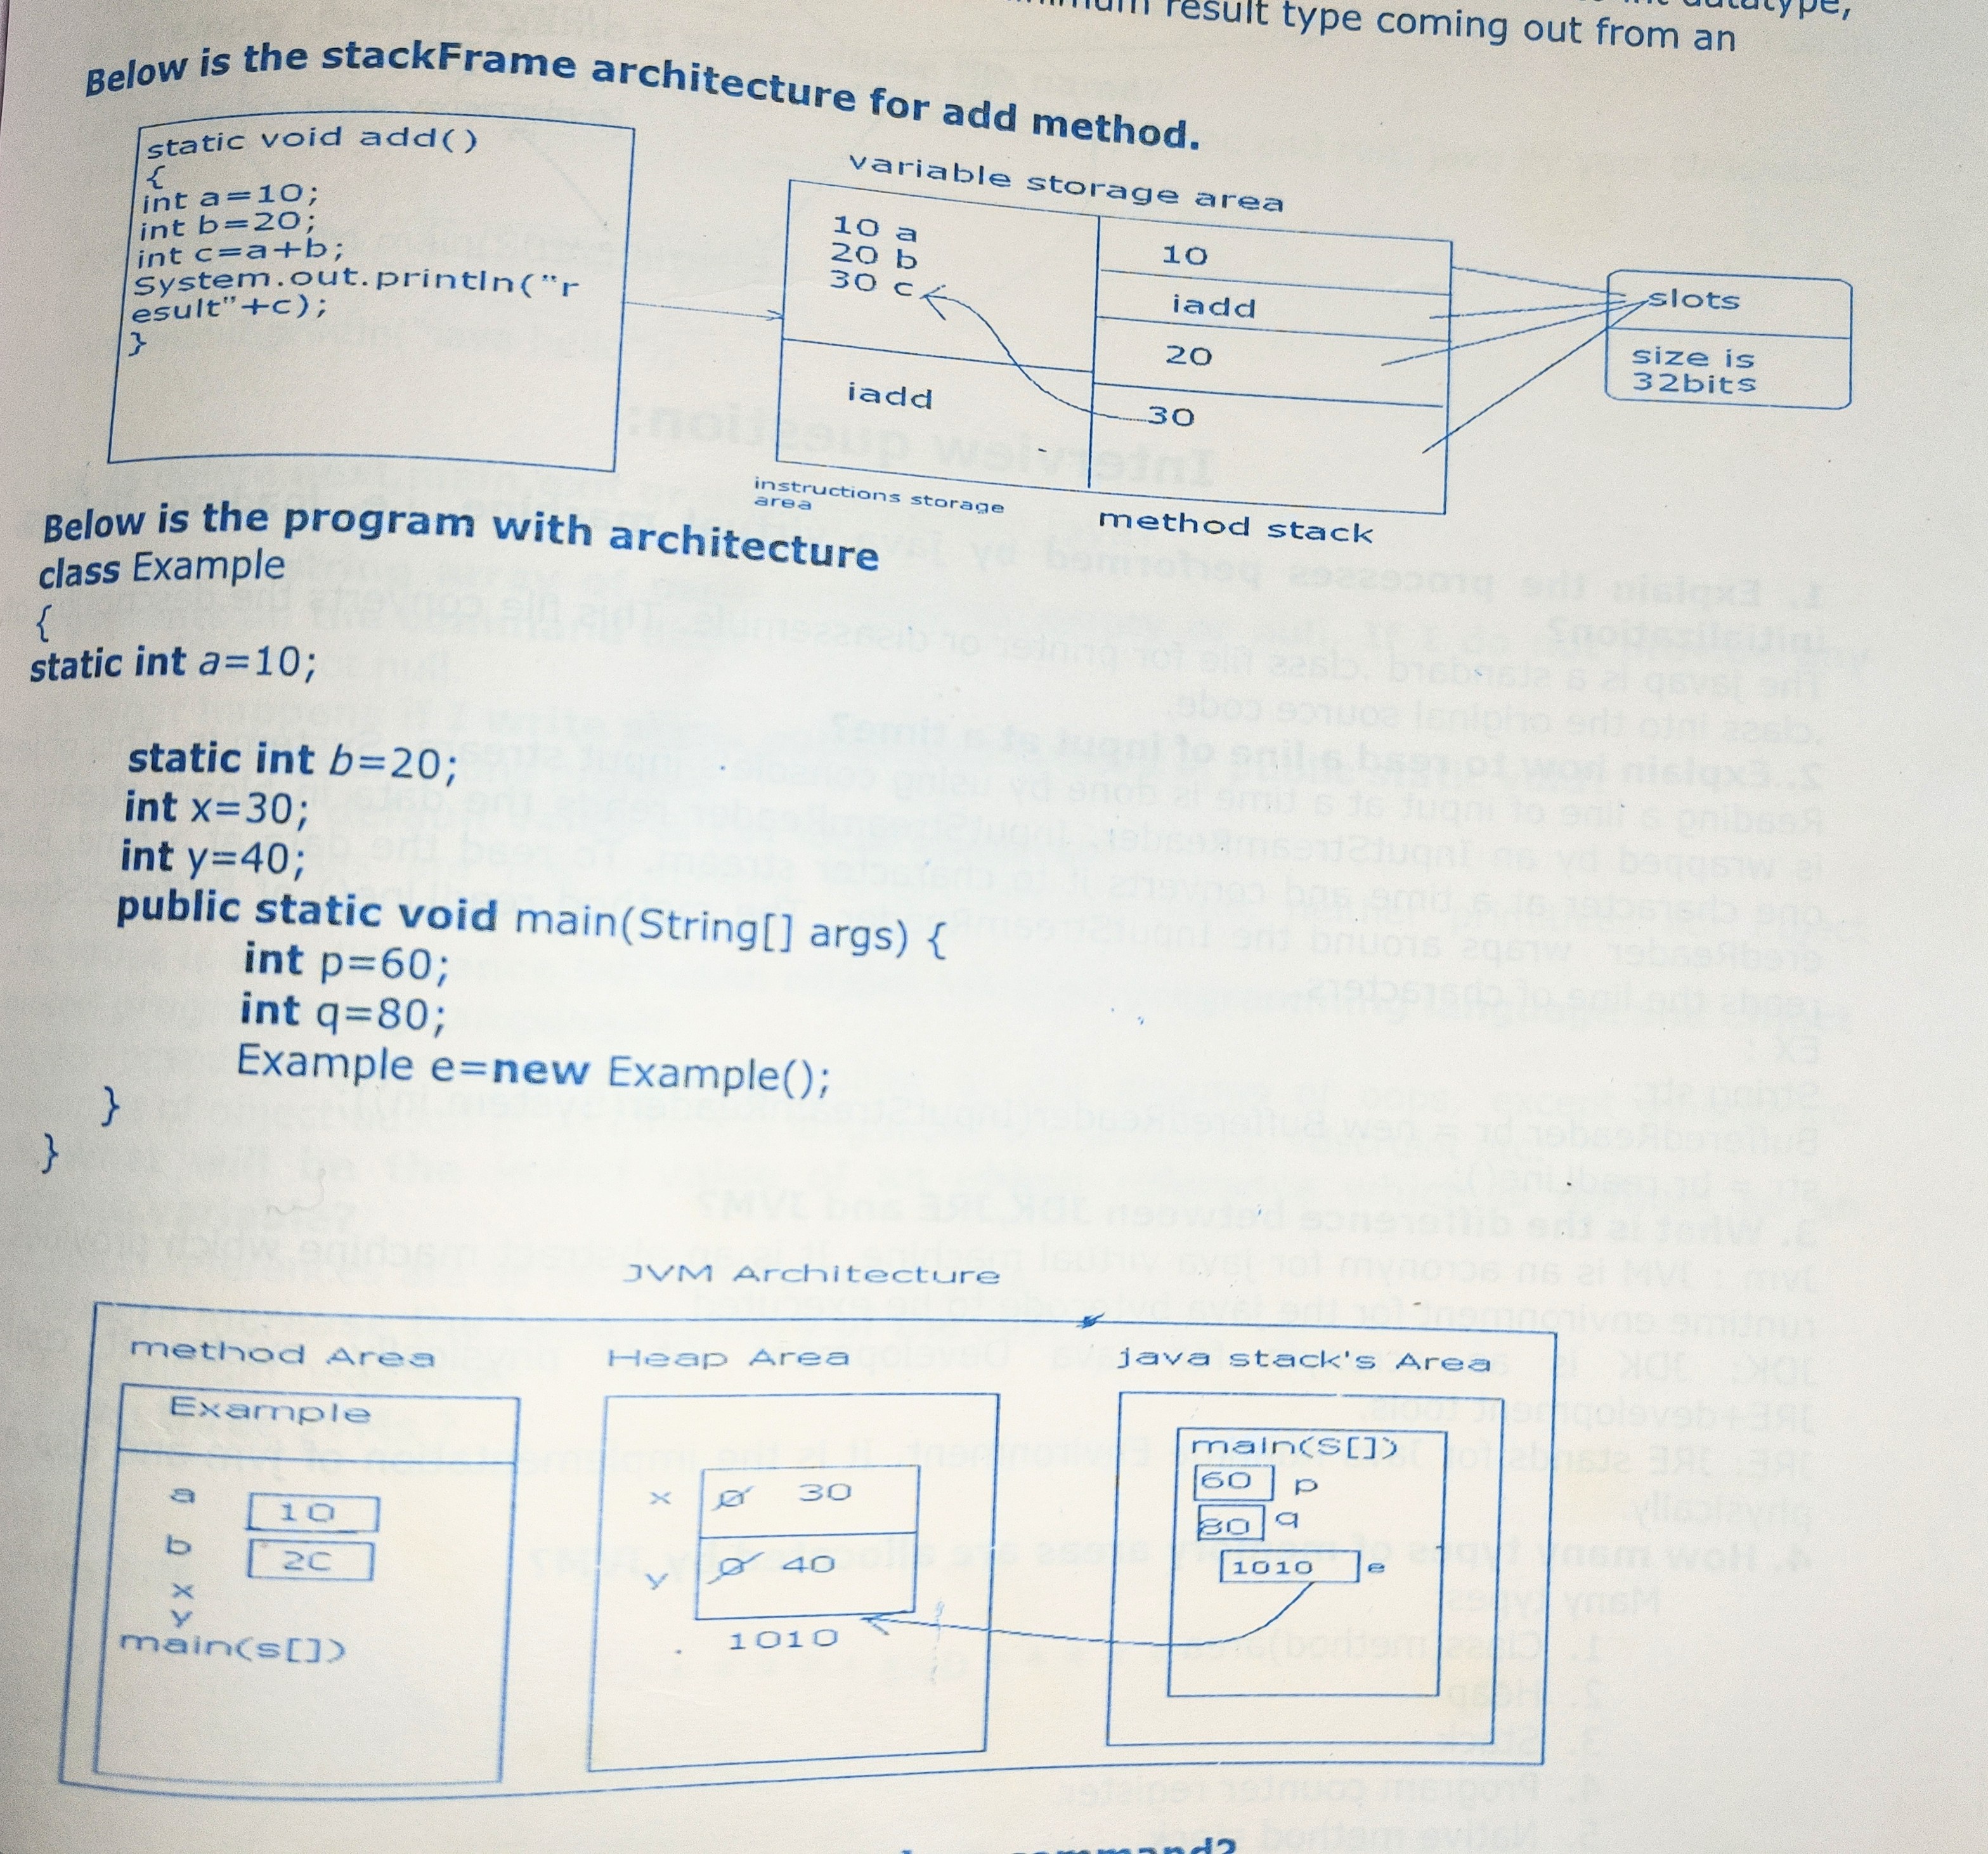 result type coming out from an
Below is the stackFrame architecture for add method.
static void add()
{
int a=10;
int b=20;
int c=a+b;
System.out.println("r
esult"+c);
}
variable storage area
10 a
20 b
30 c
iadd
instructions storage
area
10
iadd
20
30
method stack
slots
size is
32bits
Below is the program with architecture
class Example
{
static int a=10;
static int b=20;
int x=30;
int y=40;
public static void main(String[] args) {
int p=60;
int q=80;
Example e=new Example();
}
}
JVM Architecture
method Area
Example
a 10
b 2C
x
y
main(s[])
Heap Area
x 0 30
y 0 40
1010
java stack's Area
main(S[])
60 p
80 q
1010 e